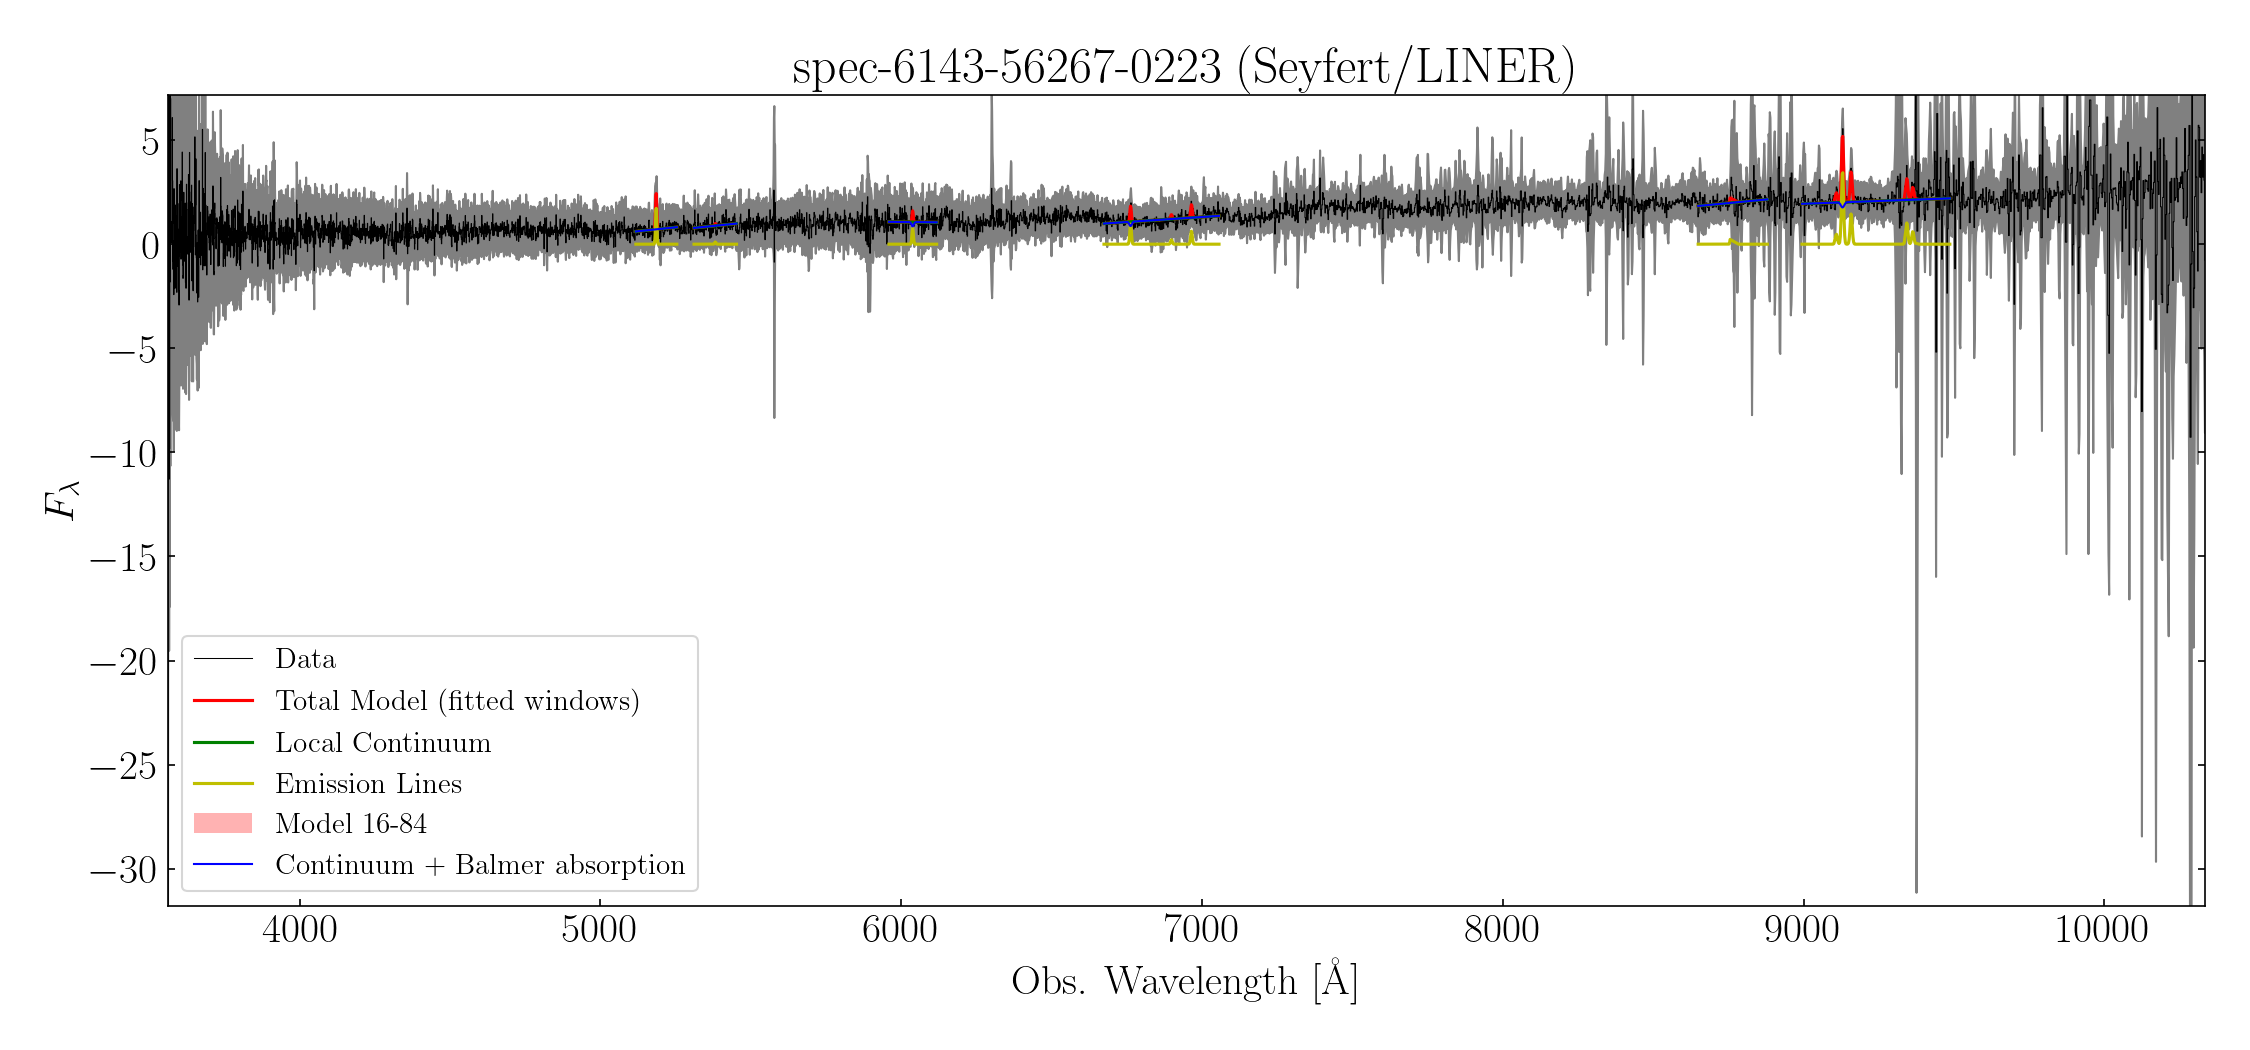 spec-6143-56267-0223 (Seyfert/LINER)
5
0
−5
−10
−15
−20
−25
−30
F_λ
Data
Total Model (fitted windows)
Local Continuum
Emission Lines
Model 16-84
Continuum + Balmer absorption
4000 5000 6000 7000 8000 9000 10000
Obs. Wavelength [Å]